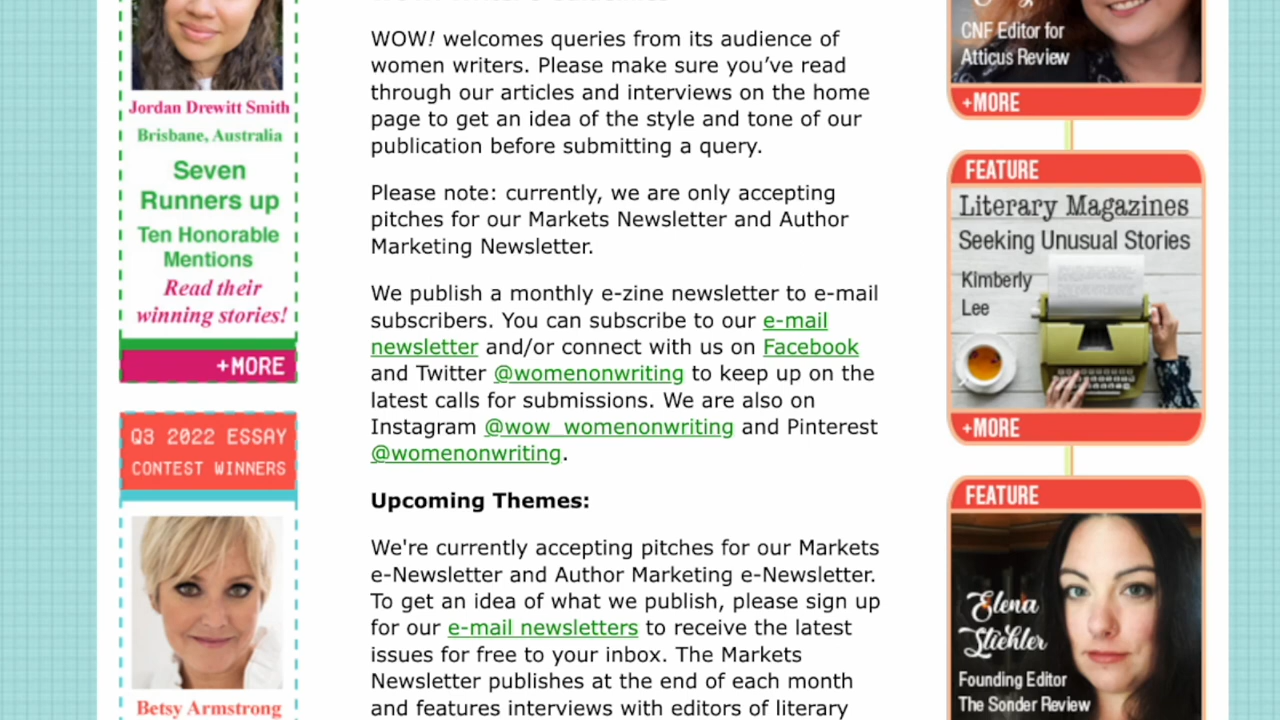 Jordan Drewitt Smith
Brisbane, Australia
Seven
Runners up
Ten Honorable
Mentions
Read their
winning stories!
+MORE
Q3 2022 ESSAY
CONTEST WINNERS
Betsy Armstrong
WOW! welcomes queries from its audience of
women writers. Please make sure you’ve read
through our articles and interviews on the home
page to get an idea of the style and tone of our
publication before submitting a query.
Please note: currently, we are only accepting
pitches for our Markets Newsletter and Author
Marketing Newsletter.
We publish a monthly e-zine newsletter to e-mail
subscribers. You can subscribe to our e-mail
newsletter and/or connect with us on Facebook
and Twitter @womenonwriting to keep up on the
latest calls for submissions. We are also on
Instagram @wow_womenonwriting and Pinterest
@womenonwriting.
Upcoming Themes:
We're currently accepting pitches for our Markets
e-Newsletter and Author Marketing e-Newsletter.
To get an idea of what we publish, please sign up
for our e-mail newsletters to receive the latest
issues for free to your inbox. The Markets
Newsletter publishes at the end of each month
and features interviews with editors of literary
CNF Editor for
Atticus Review
+MORE
FEATURE
Literary Magazines
Seeking Unusual Stories
Kimberly
Lee
+MORE
FEATURE
Elena
Stiehler
Founding Editor
The Sonder Review